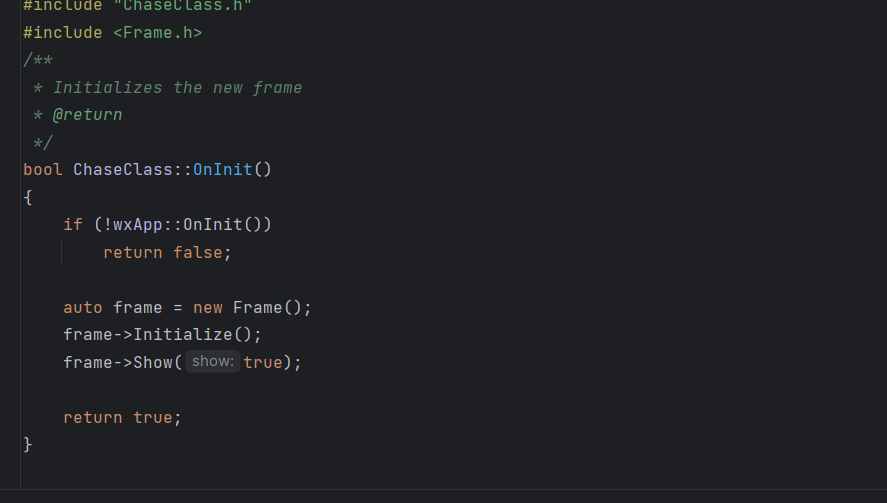 #include "ChaseClass.h"
#include <Frame.h>
/**
 * Initializes the new frame
 * @return
 */
bool ChaseClass::OnInit()
{
    if (!wxApp::OnInit())
        return false;

    auto frame = new Frame();
    frame->Initialize();
    frame->Show( show: true);

    return true;
}